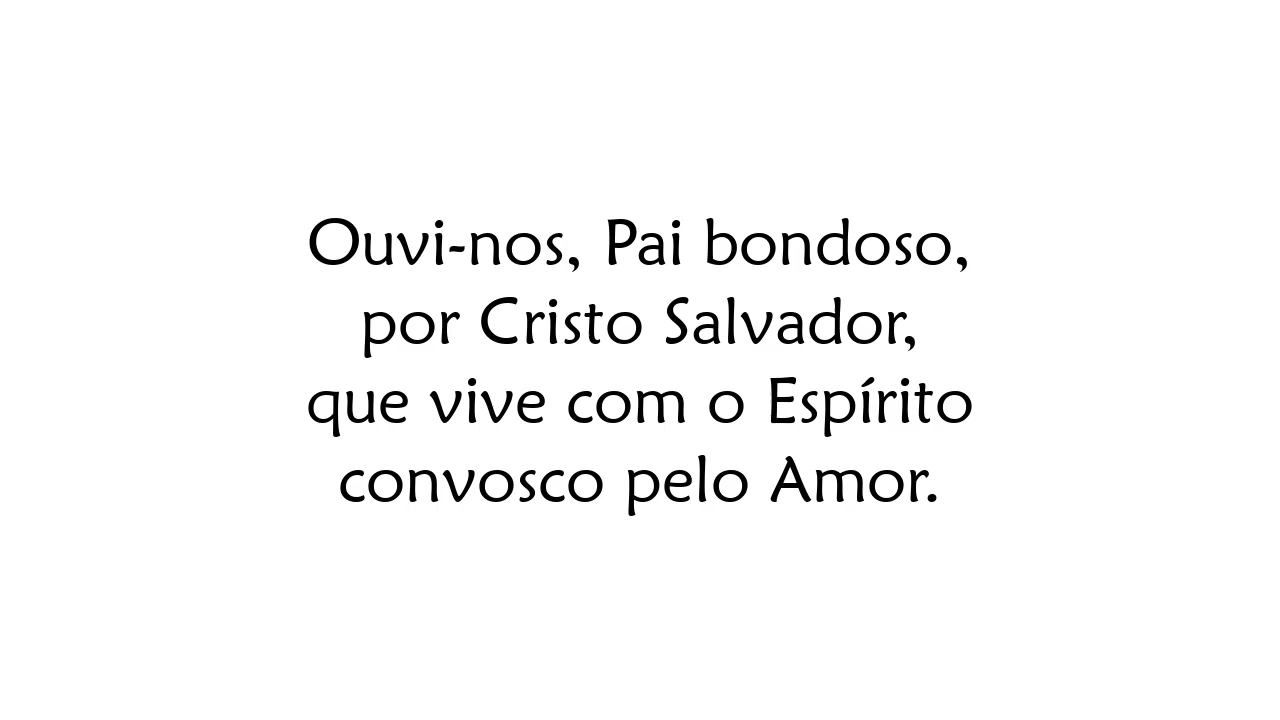 Ouvi-nos, Pai bondoso,
por Cristo Salvador,
que vive com o Espírito
convosco pelo Amor.